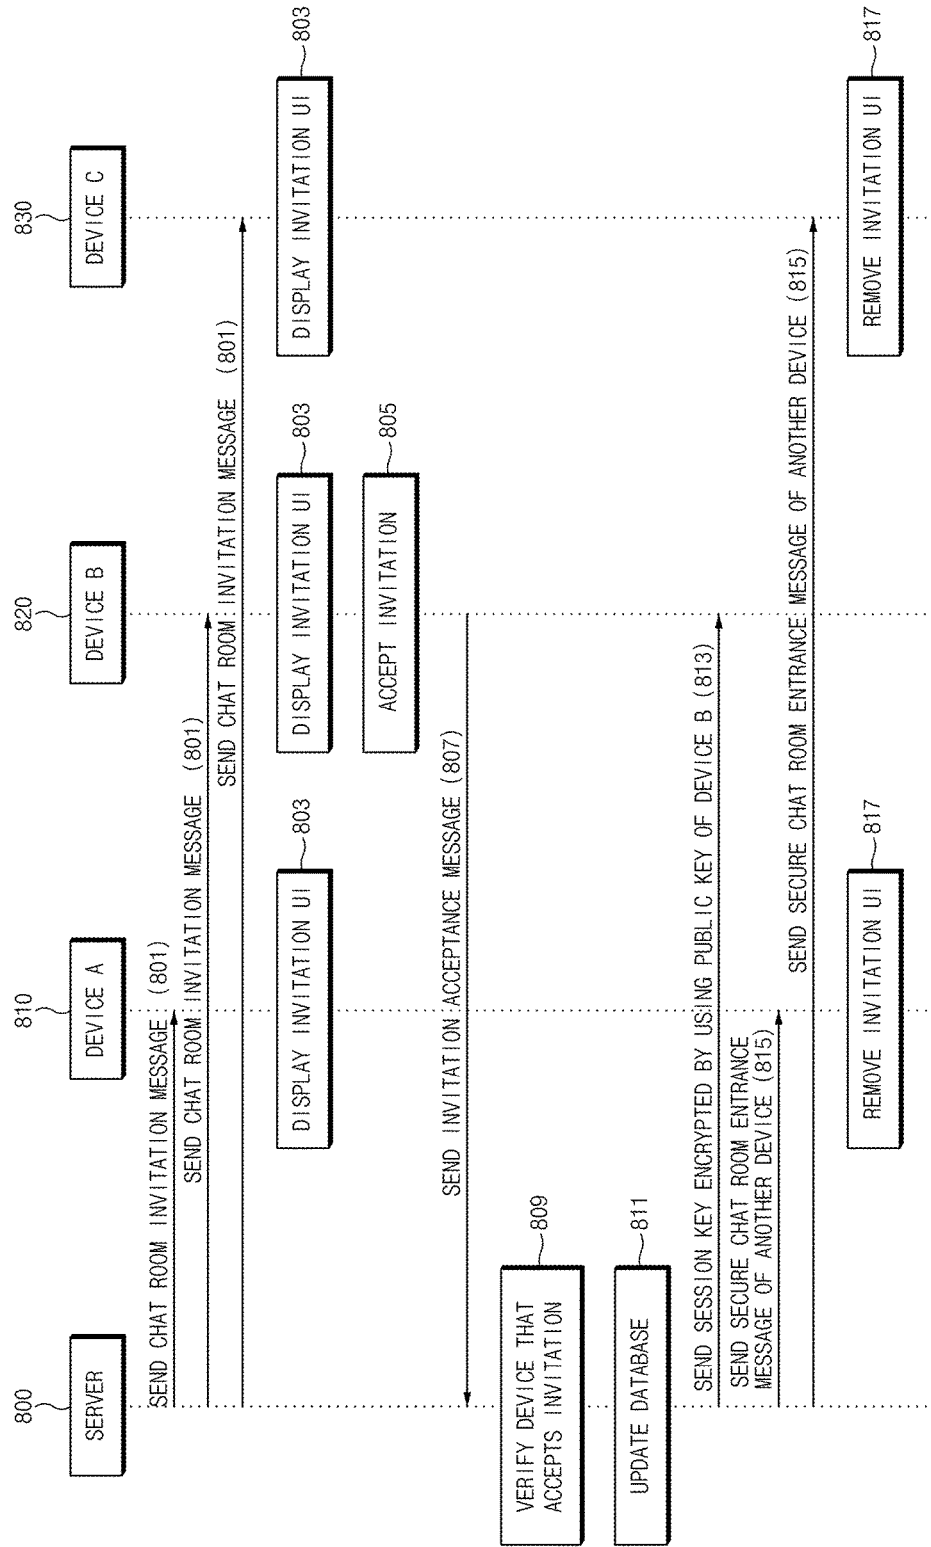 800
SERVER
810
DEVICE A
820
DEVICE B
830
DEVICE C
SEND CHAT ROOM INVITATION MESSAGE (801)
SEND CHAT ROOM INVITATION MESSAGE (801)
SEND CHAT ROOM INVITATION MESSAGE (801)
DISPLAY INVITATION UI
803
DISPLAY INVITATION UI
803
DISPLAY INVITATION UI
803
ACCEPT INVITATION
805
SEND INVITATION ACCEPTANCE MESSAGE (807)
VERIFY DEVICE THAT
ACCEPTS INVITATION
809
UPDATE DATABASE
811
SEND SESSION KEY ENCRYPTED BY USING PUBLIC KEY OF DEVICE B (813)
SEND SECURE CHAT ROOM ENTRANCE
MESSAGE OF ANOTHER DEVICE (815)
SEND SECURE CHAT ROOM ENTRANCE MESSAGE OF ANOTHER DEVICE (815)
REMOVE INVITATION UI
817
REMOVE INVITATION UI
817